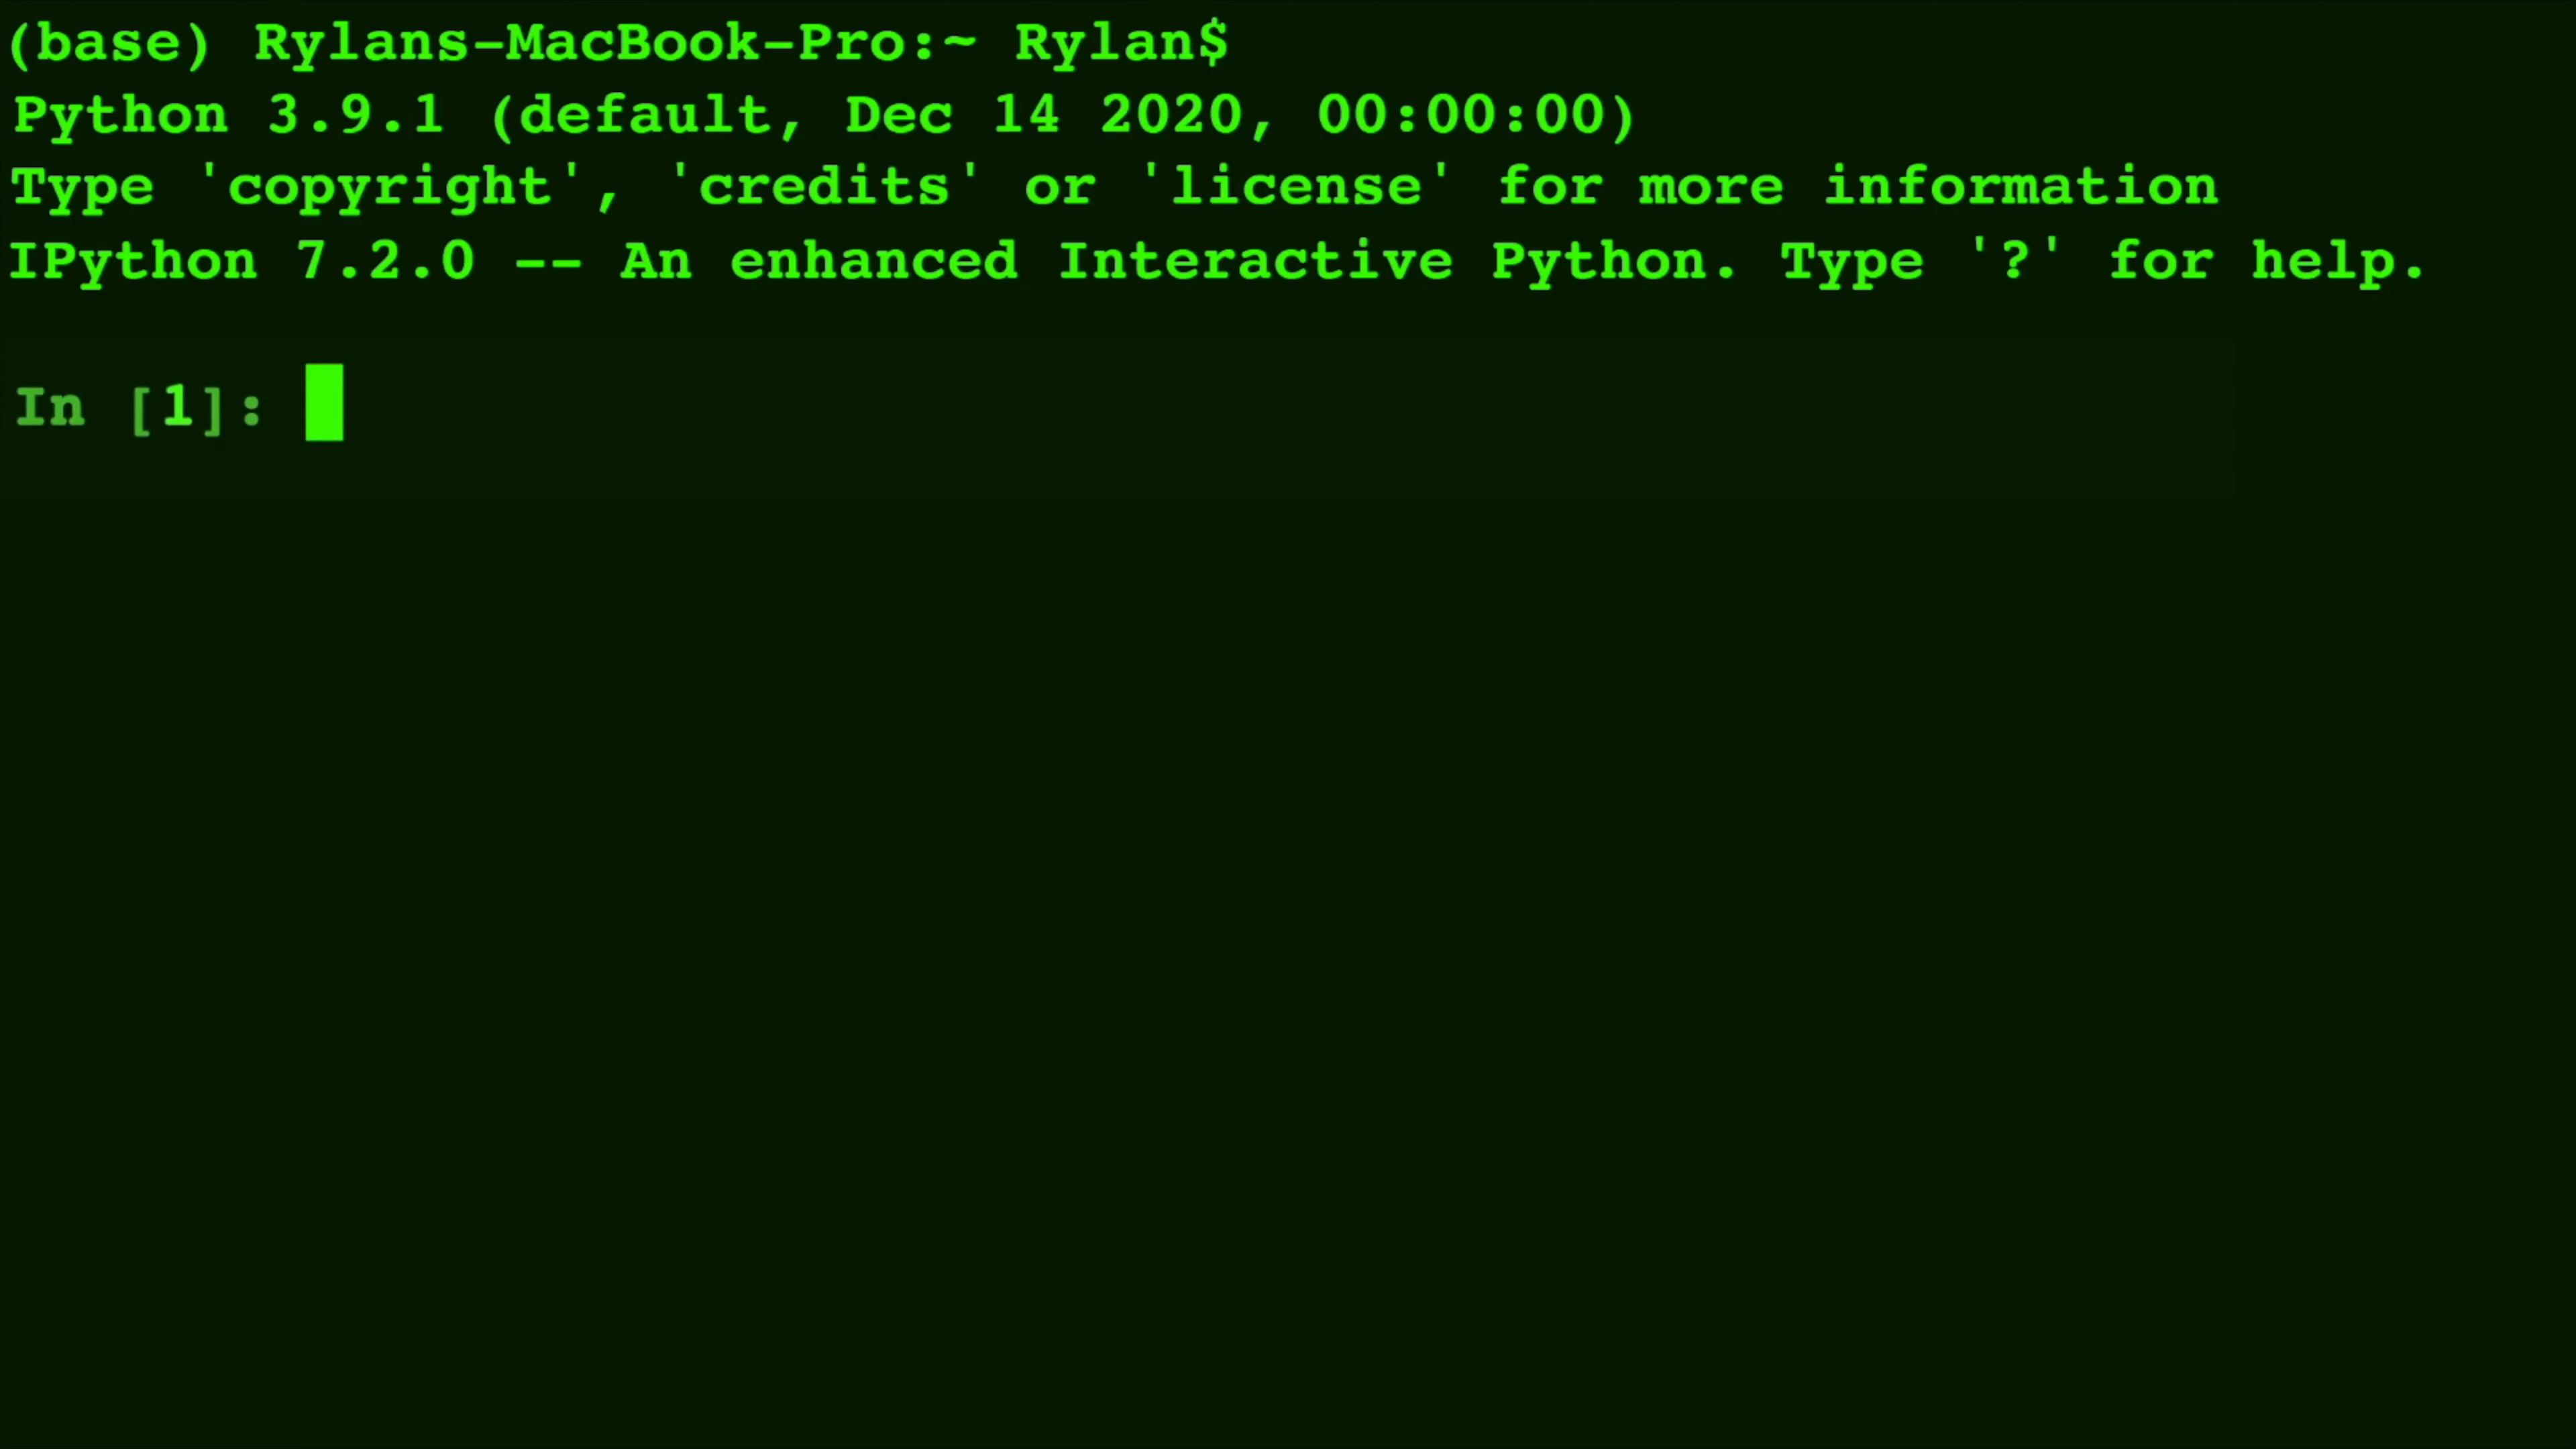 (base) Rylans-MacBook-Pro:~ Rylan$
Python 3.9.1 (default, Dec 14 2020, 00:00:00)
Type 'copyright', 'credits' or 'license' for more information
IPython 7.2.0 -- An enhanced Interactive Python. Type '?' for help.
In [1]: